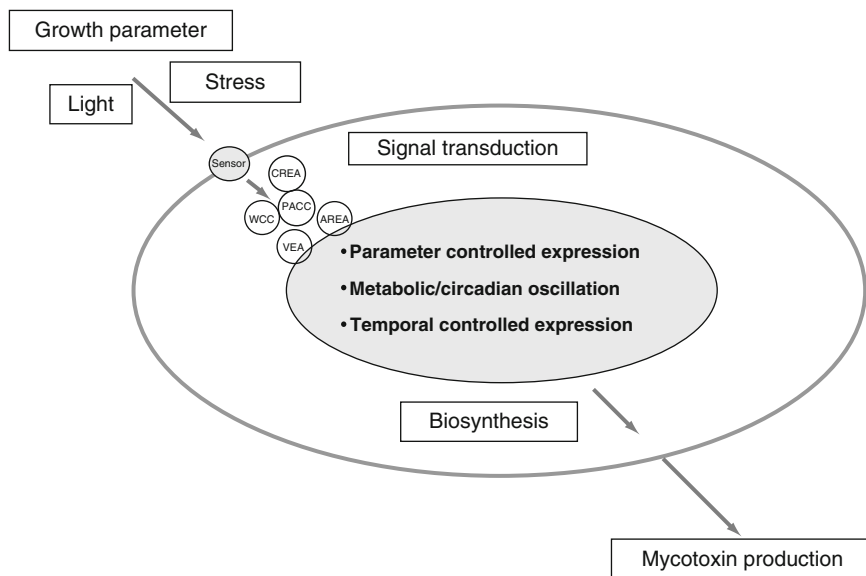 Growth parameter
Stress
Light
Signal transduction
Sensor
CREA
PACC
WCC
AREA
VEA
•Parameter controlled expression
•Metabolic/circadian oscillation
•Temporal controlled expression
Biosynthesis
Mycotoxin production